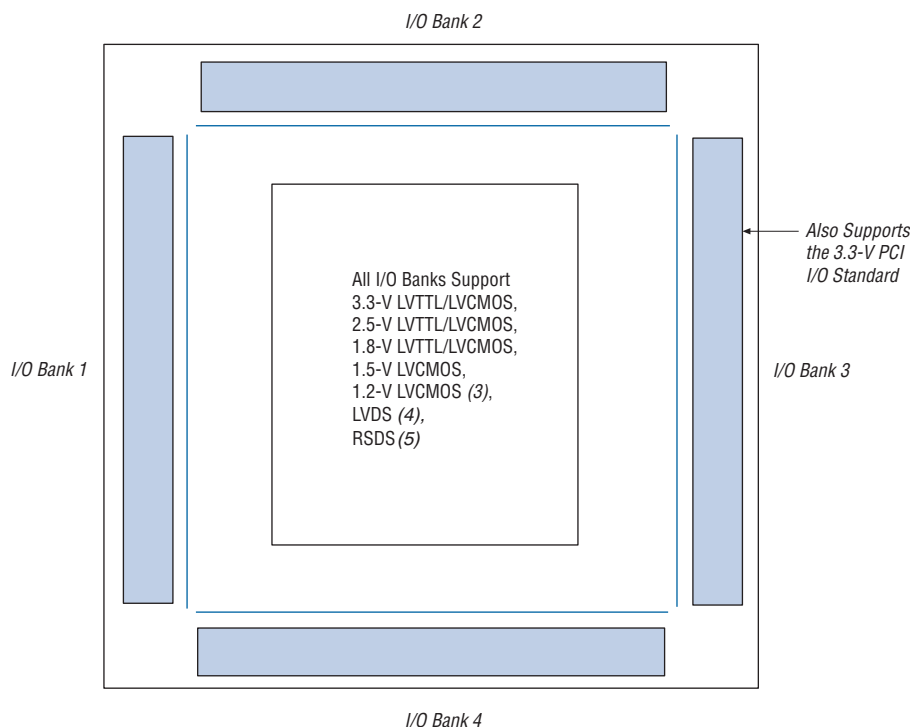 I/O Bank 2
Also Supports
the 3.3-V PCI
I/O Standard
All I/O Banks Support
3.3-V LVTTL/LVCMOS,
2.5-V LVTTL/LVCMOS,
1.8-V LVTTL/LVCMOS,
1.5-V LVCMOS,
1.2-V LVCMOS (3),
LVDS (4),
RSDS(5)
I/O Bank 1
I/O Bank 3
I/O Bank 4